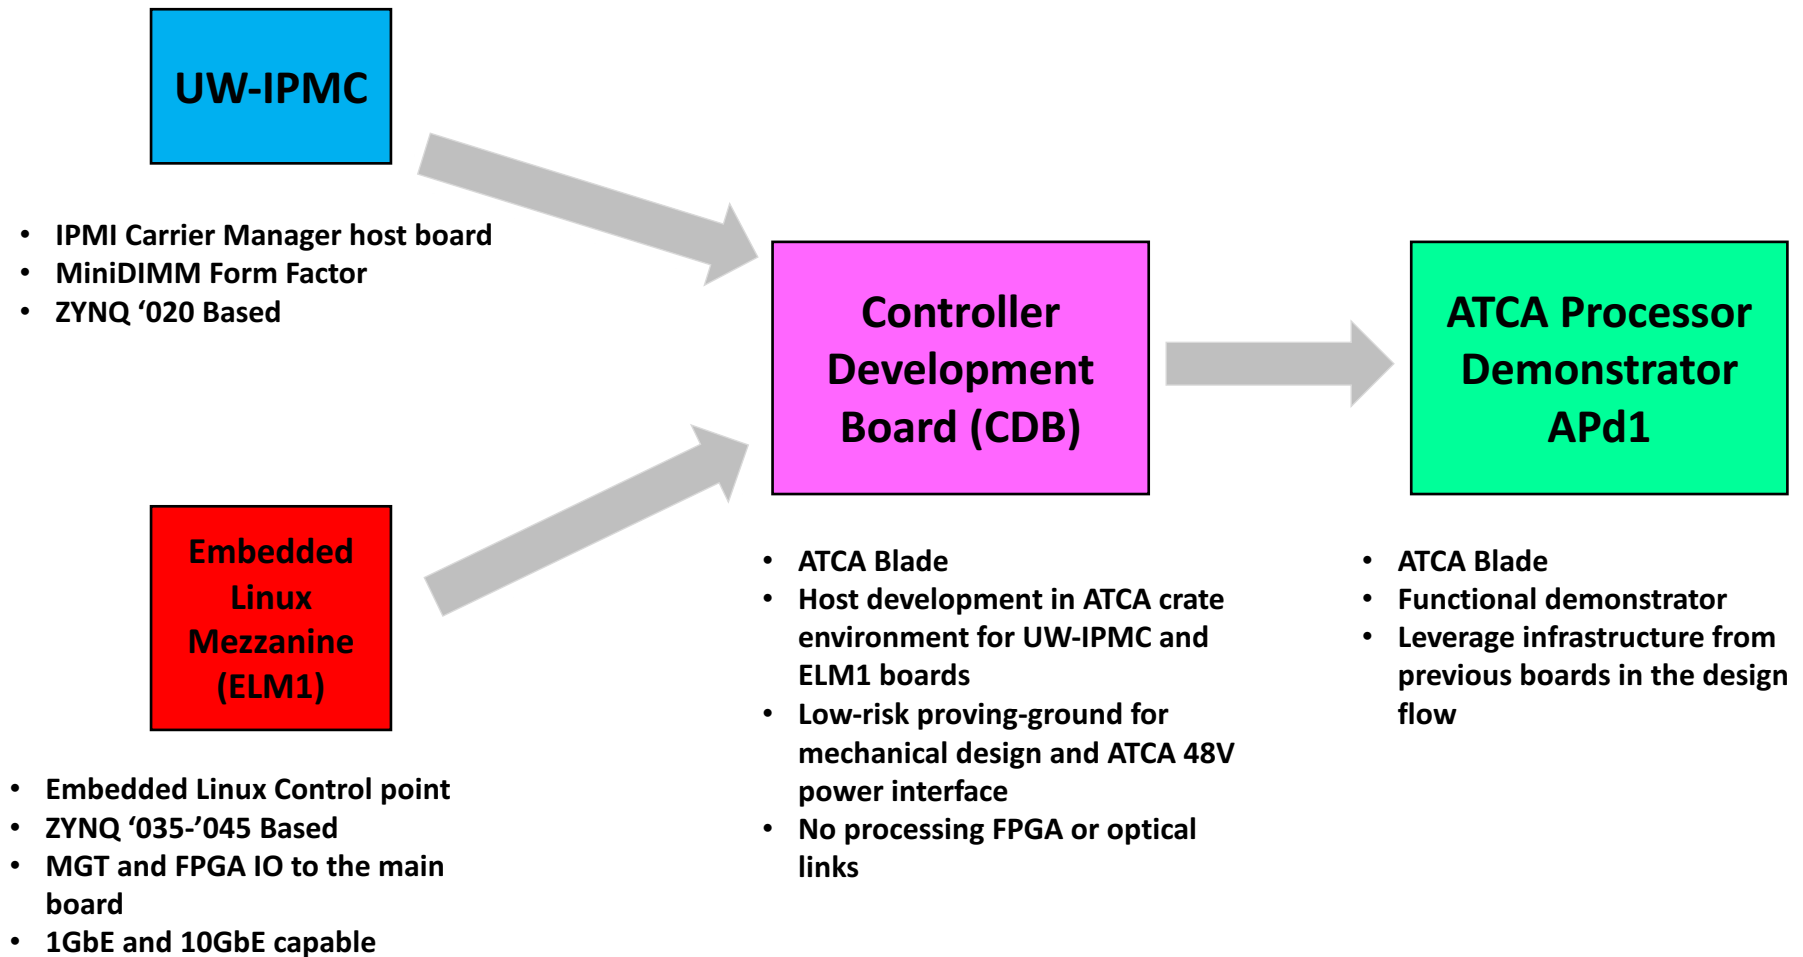 UW-IPMC
• IPMI Carrier Manager host board
• MiniDIMM Form Factor
• ZYNQ ‘020 Based
Embedded
Linux
Mezzanine
(ELM1)
• Embedded Linux Control point
• ZYNQ ‘035-’045 Based
• MGT and FPGA IO to the main
board
• 1GbE and 10GbE capable
Controller
Development
Board (CDB)
• ATCA Blade
• Host development in ATCA crate
environment for UW-IPMC and
ELM1 boards
• Low-risk proving-ground for
mechanical design and ATCA 48V
power interface
• No processing FPGA or optical
links
ATCA Processor
Demonstrator
APd1
• ATCA Blade
• Functional demonstrator
• Leverage infrastructure from
previous boards in the design
flow